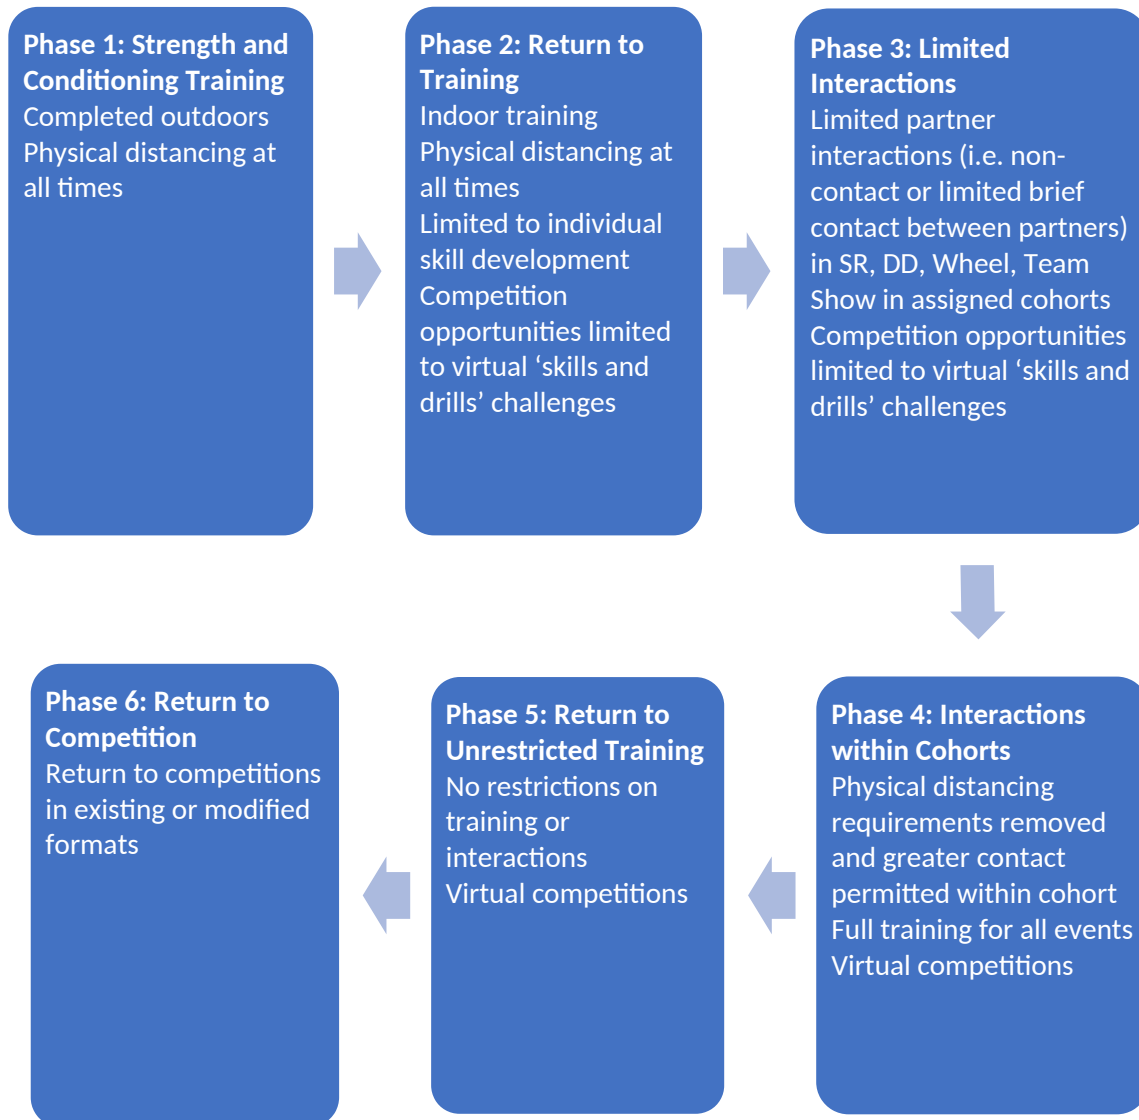 Phase 1: Strength and
Conditioning Training
Completed outdoors
Physical distancing at
all times
Phase 2: Return to
Training
Indoor training
Physical distancing at
all times
Limited to individual
skill development
Competition
opportunities limited
to virtual ‘skills and
drills’ challenges
Phase 3: Limited
Interactions
Limited partner
interactions (i.e. non-
contact or limited brief
contact between partners)
in SR, DD, Wheel, Team
Show in assigned cohorts
Competition opportunities
limited to virtual ‘skills and
drills’ challenges
Phase 4: Interactions
within Cohorts
Physical distancing
requirements removed
and greater contact
permitted within cohort
Full training for all events
Virtual competitions
Phase 5: Return to
Unrestricted Training
No restrictions on
training or
interactions
Virtual competitions
Phase 6: Return to
Competition
Return to competitions
in existing or modified
formats